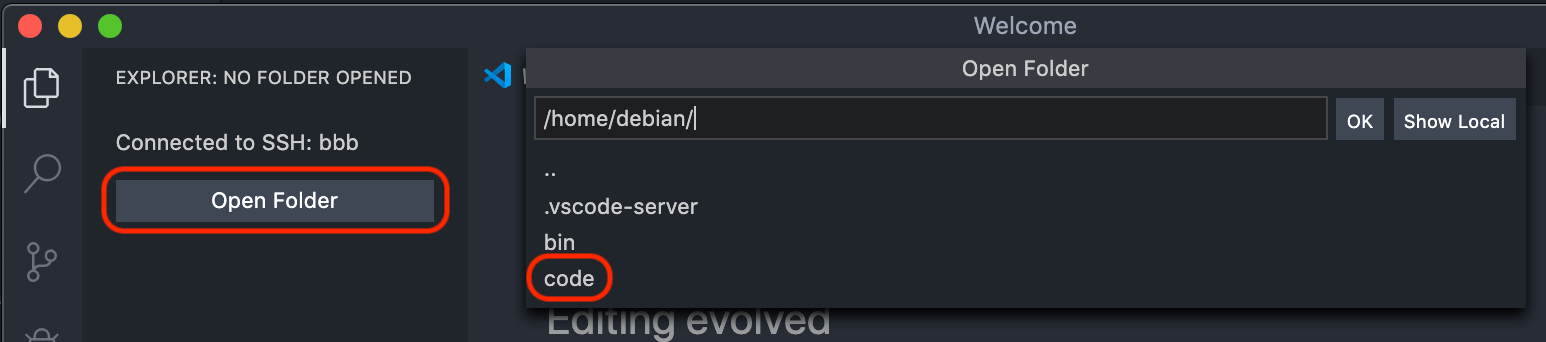 Welcome
EXPLORER: NO FOLDER OPENED
Connected to SSH: bbb
Open Folder
Open Folder
/home/debian/
OK
Show Local
..
.vscode-server
bin
code
Editing evolved